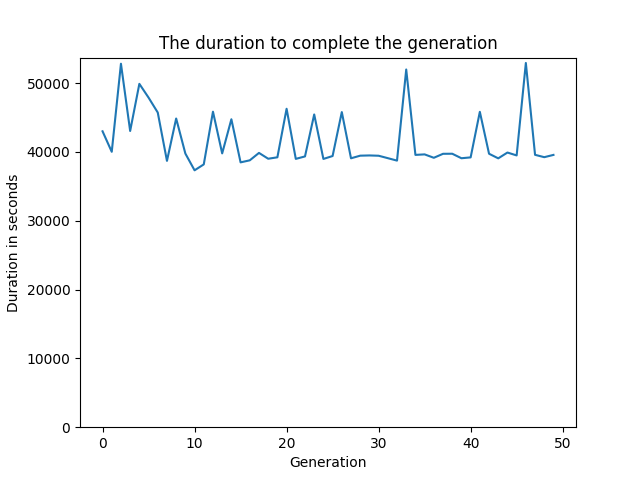 The duration to complete the generation
50000
40000
30000
20000
10000
0
Duration in seconds
0 10 20 30 40 50
Generation